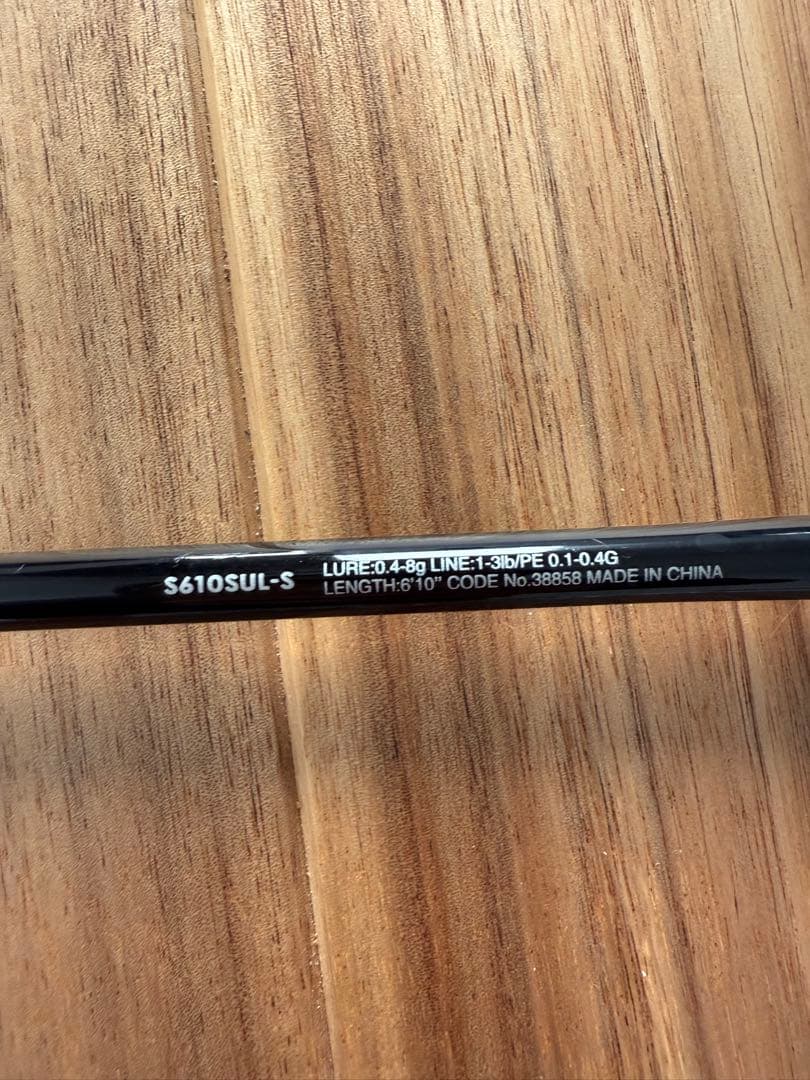 S610SUL-S
LURE:0.4-8g LINE:1-3lb/PE 0.1-0.4G
LENGTH:6'10” CODE No.38858 MADE IN CHINA